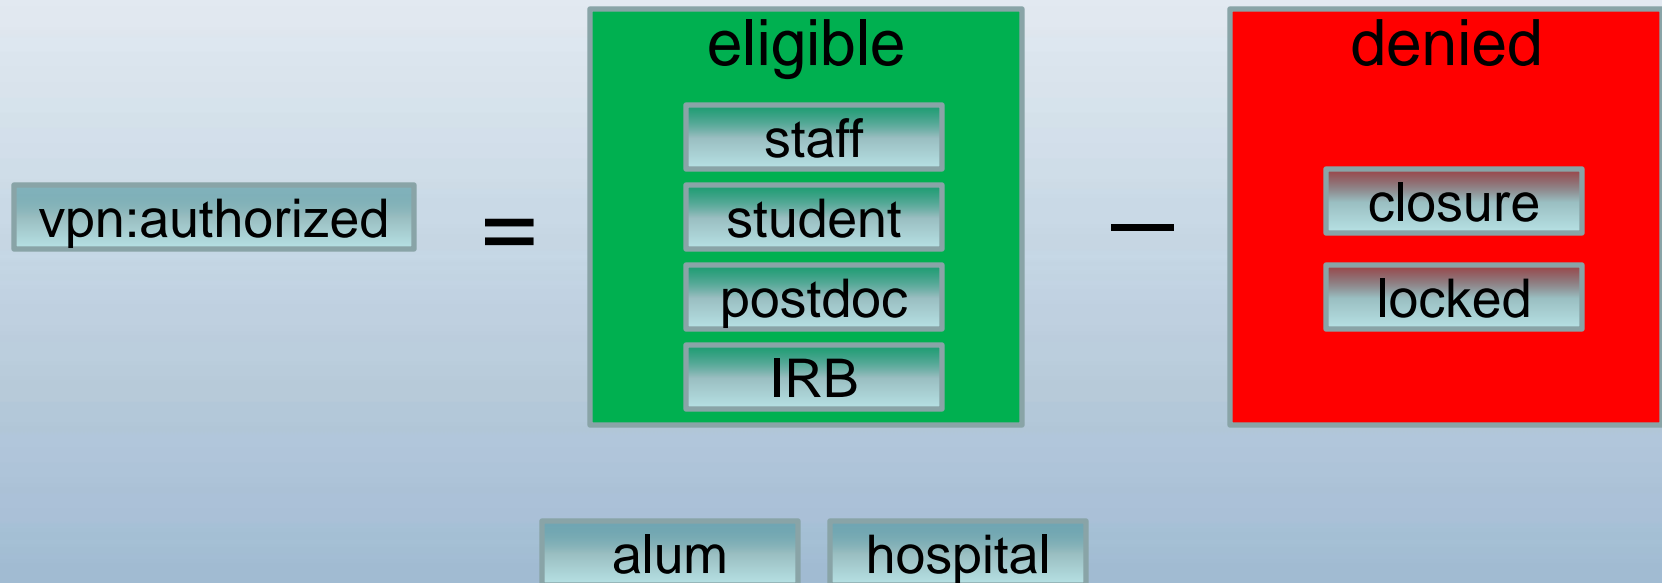 eligible
denied
staff
student
postdoc
IRB
vpn:authorized
=
—
closure
locked
alum
hospital